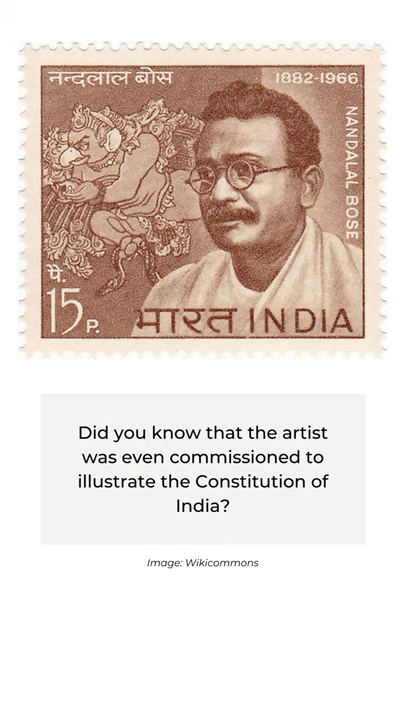 नन्दलाल बोस
1882-1966
NANDALAL BOSE
पै.
15 P.
भारत INDIA
Did you know that the artist
was even commissioned to
illustrate the Constitution of
India?
Image: Wikicommons